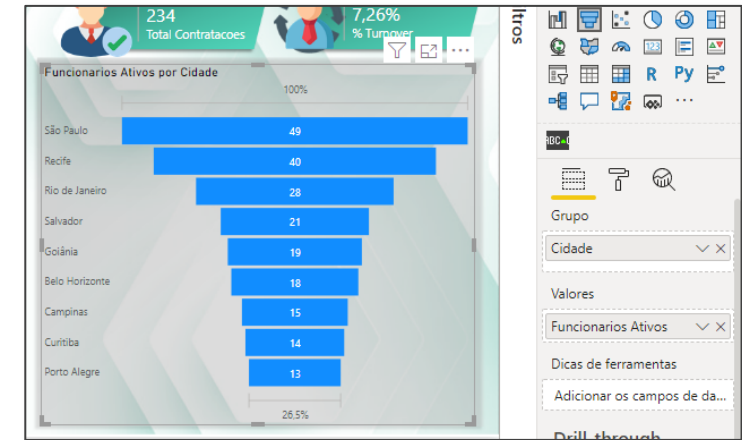 234
Total Contratacoes
7,26%
% Turnover
ltros
Funcionarios Ativos por Cidade
100%
São Paulo 49
Recife 40
Rio de Janeiro 28
Salvador 21
Goiânia 19
Belo Horizonte 18
Campinas 15
Curitiba 14
Porto Alegre 13
26,5%
123
R Py
ABC
Grupo
Cidade
Valores
Funcionarios Ativos
Dicas de ferramentas
Adicionar os campos de da...
Drill-through